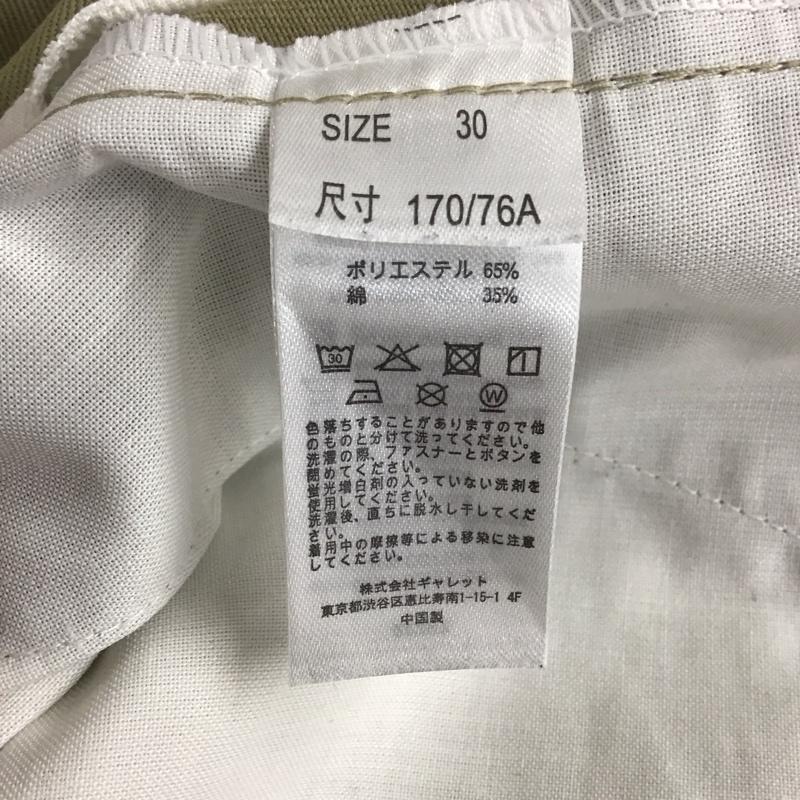 SIZE 30
尺寸 170/76A
ポリエステル 65%
綿 35%
30
W
色落ちすることがありますので他
のものと分けて洗ってください。
洗濯の際、ファスナーとボタンを
閉めてください。
蛍光増白剤の入っていない洗剤を
使用してください。
洗濯後、直ちに脱水し干してくだ
さい。
着用中の摩擦等による移染に注意
してください。
株式会社ギャレット
東京都渋谷区恵比寿南1-15-1 4F
中国製